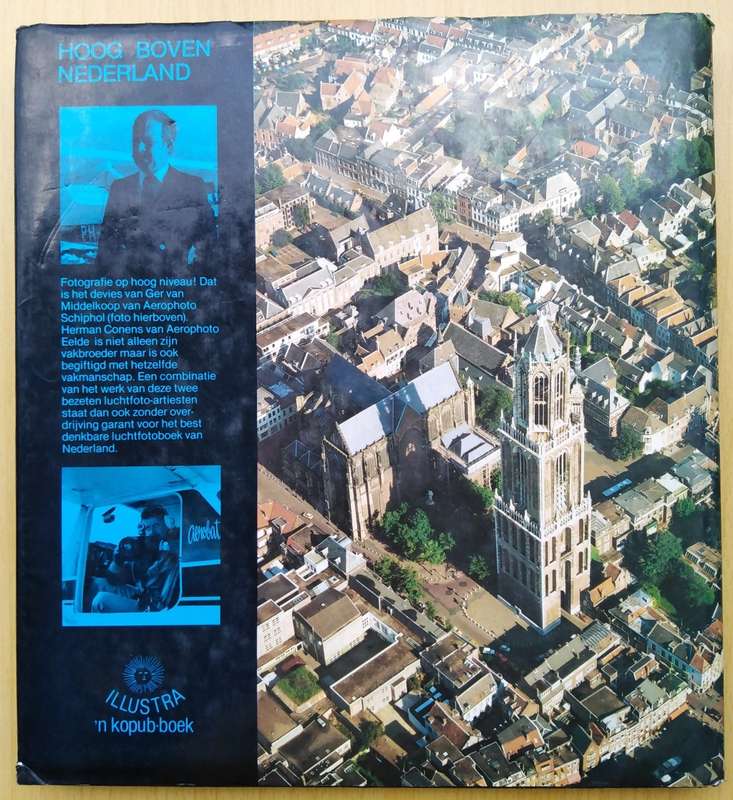 HOOG BOVEN
NEDERLAND
Fotografie op hoog niveau! Dat
is het devies van Ger van
Middelkoop van Aerophoto
Schiphol (foto hierboven).
Herman Conens van Aerophoto
Eelde is niet alleen zijn
vakbroeder maar is ook
begiftigd met hetzelfde
vakmanschap. Een combinatie
van het werk van deze twee
bezeten luchtfoto-artiesten
staat dan ook zonder over-
drijving garant voor het best
denkbare luchtfotoboek van
Nederland.
aerobat
ILLUSTRA
'n kopub-boek